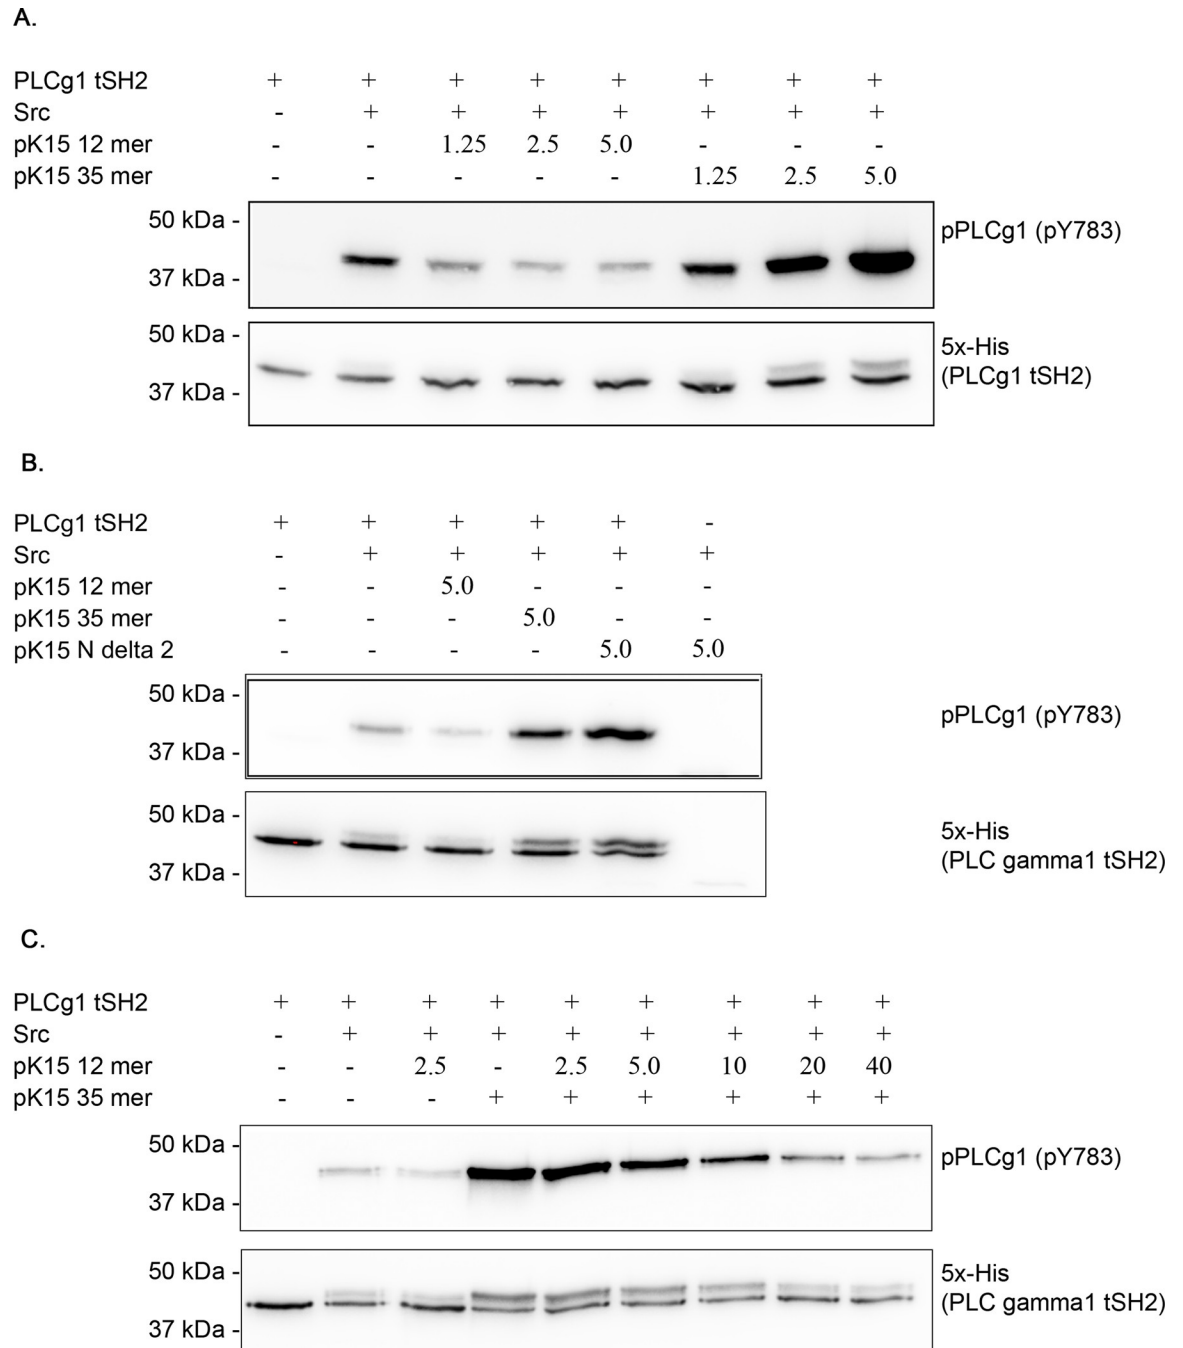 A.
PLCg1 tSH2 + + + + + + + +
Src - + + + + + + +
pK15 12 mer - - 1.25 2.5 5.0 - - -
pK15 35 mer - - - - - 1.25 2.5 5.0
50 kDa -
pPLCg1 (pY783)
37 kDa -
50 kDa -
5x-His
(PLCg1 tSH2)
37 kDa -
B.
PLCg1 tSH2 + + + + + -
Src - + + + + +
pK15 12 mer - - 5.0 - - -
pK15 35 mer - - - 5.0 - -
pK15 N delta 2 - - - - 5.0 5.0
50 kDa -
pPLCg1 (pY783)
37 kDa -
50 kDa -
5x-His
(PLC gamma1 tSH2)
37 kDa -
C.
PLCg1 tSH2 + + + + + + + + +
Src - + + + + + + + +
pK15 12 mer - - 2.5 - 2.5 5.0 10 20 40
pK15 35 mer - - - + + + + + +
50 kDa -
pPLCg1 (pY783)
37 kDa -
50 kDa -
5x-His
(PLC gamma1 tSH2)
37 kDa -